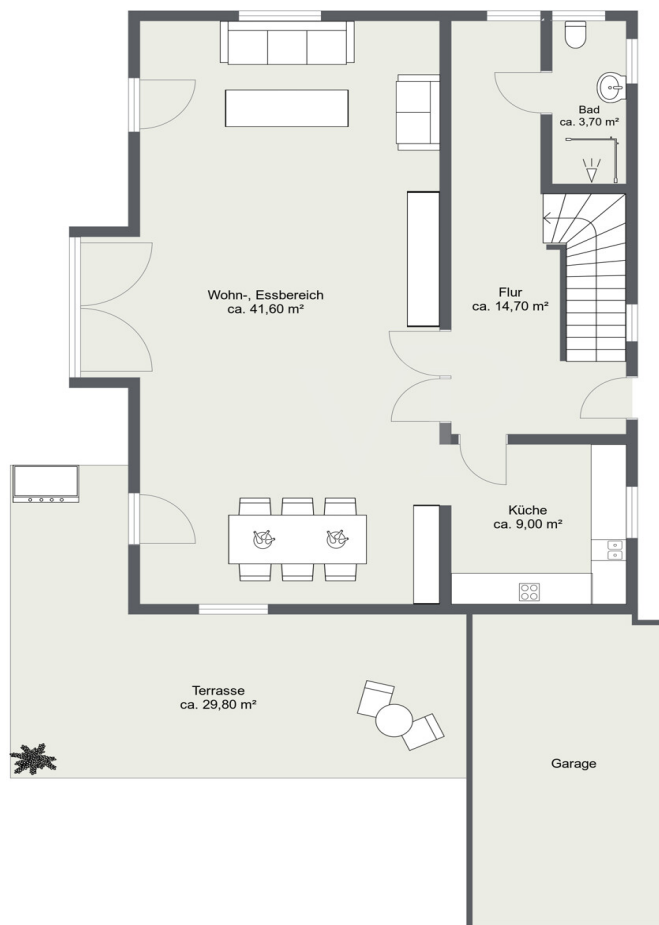 Bad
ca. 3,70 m²
Wohn-, Essbereich
ca. 41,60 m²
Flur
ca. 14,70 m²
Küche
ca. 9,00 m²
Terrasse
ca. 29,80 m²
Garage